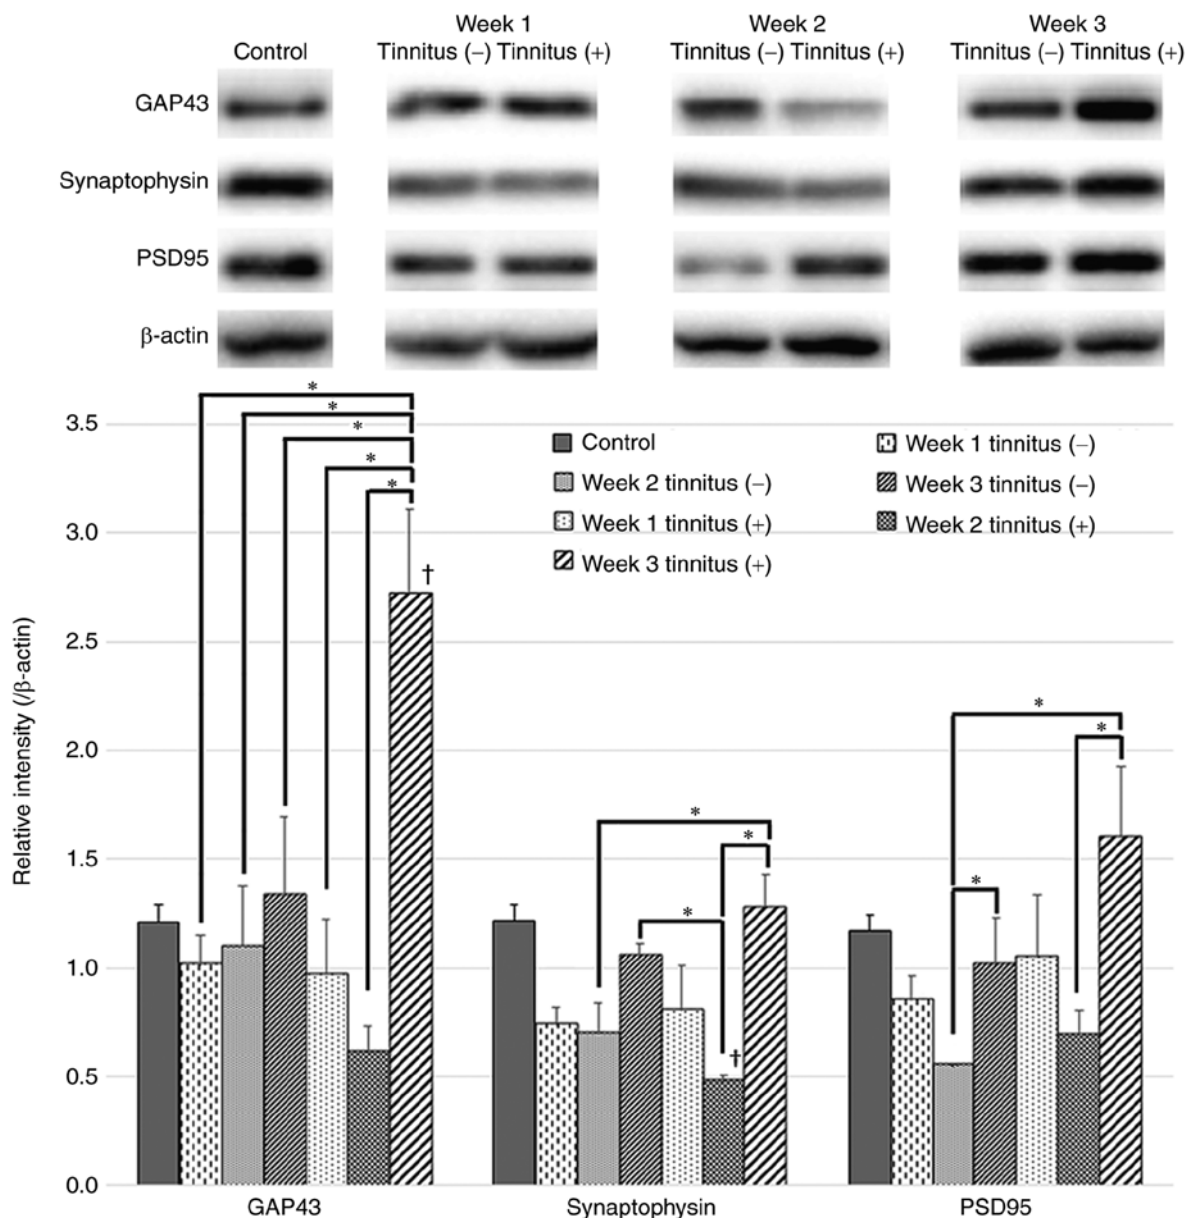 Week 1 Week 2 Week 3
Control Tinnitus (−) Tinnitus (+) Tinnitus (−) Tinnitus (+) Tinnitus (−) Tinnitus (+)
GAP43
Synaptophysin
PSD95
β-actin
Relative intensity (/β-actin)
3.5
3.0
2.5
2.0
1.5
1.0
0.5
0.0
*
*
*
*
*
†
Control
Week 1 tinnitus (−)
Week 2 tinnitus (−)
Week 3 tinnitus (−)
Week 1 tinnitus (+)
Week 2 tinnitus (+)
Week 3 tinnitus (+)
*
*
*
†
*
*
*
GAP43 Synaptophysin PSD95